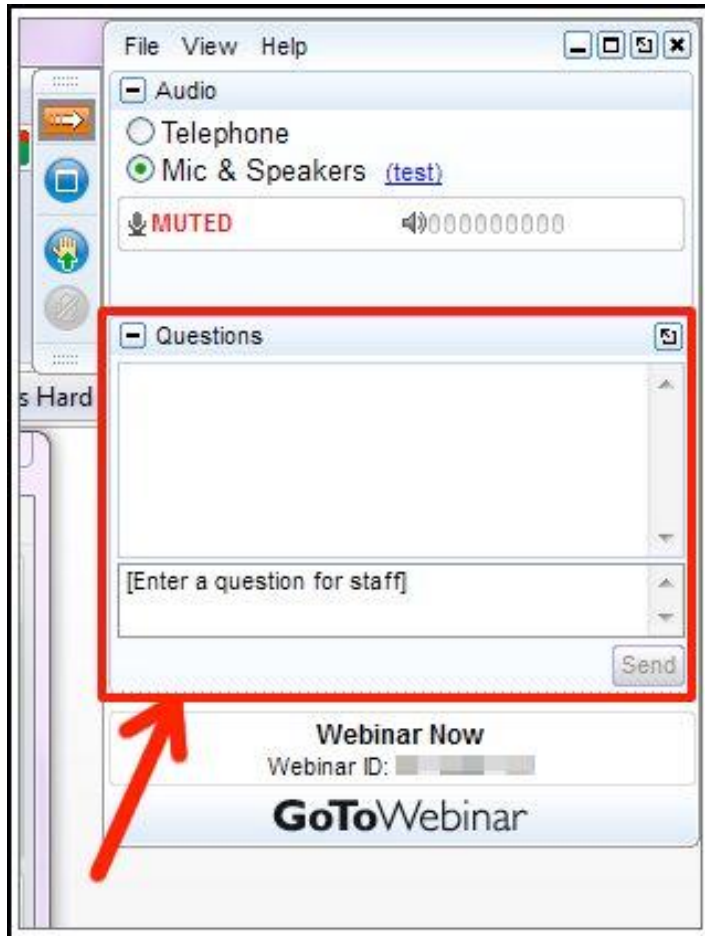 File View Help
Audio
Telephone
Mic & Speakers (test)
MUTED 000000000
s Hard
Questions
[Enter a question for staff]
Send
Webinar Now
Webinar ID:
GoToWebinar